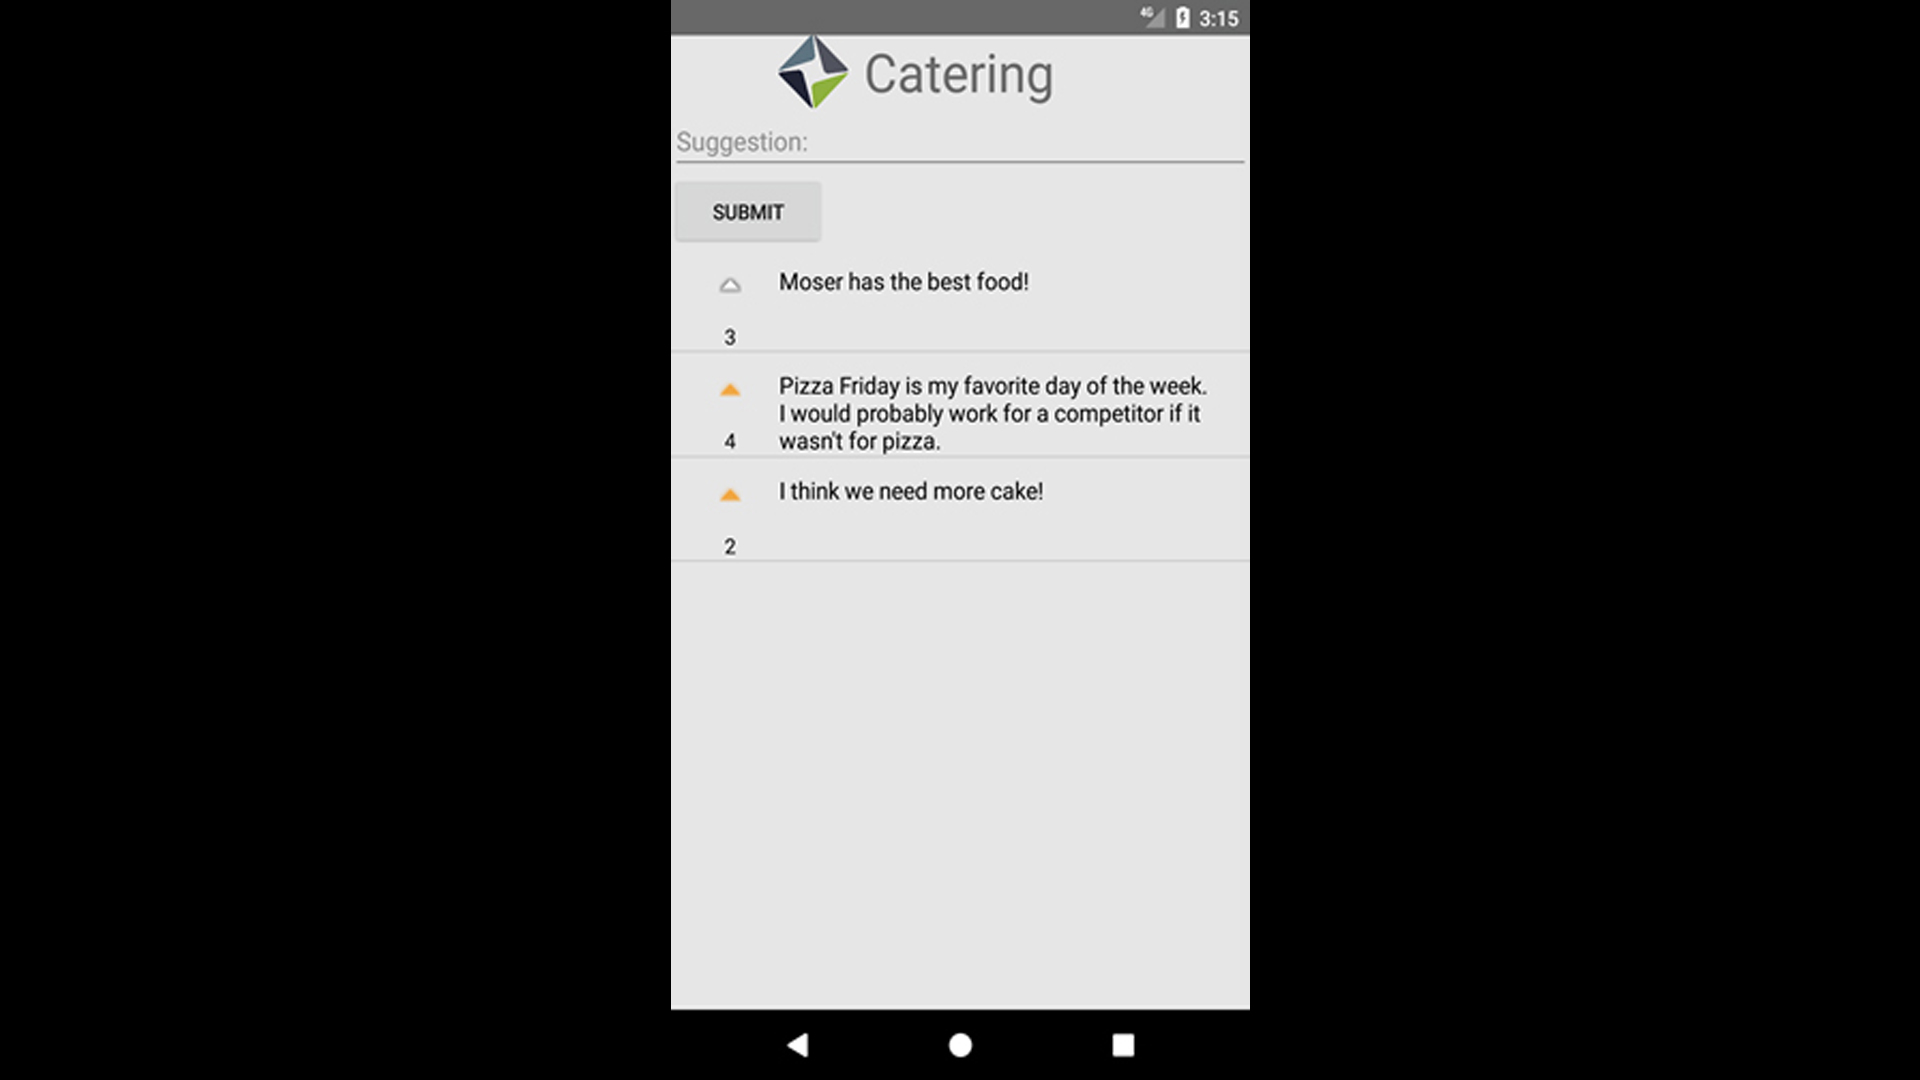 4G 3:15
Catering
Suggestion:
SUBMIT
Moser has the best food!
3
Pizza Friday is my favorite day of the week.
I would probably work for a competitor if it
wasn't for pizza.
4
I think we need more cake!
2